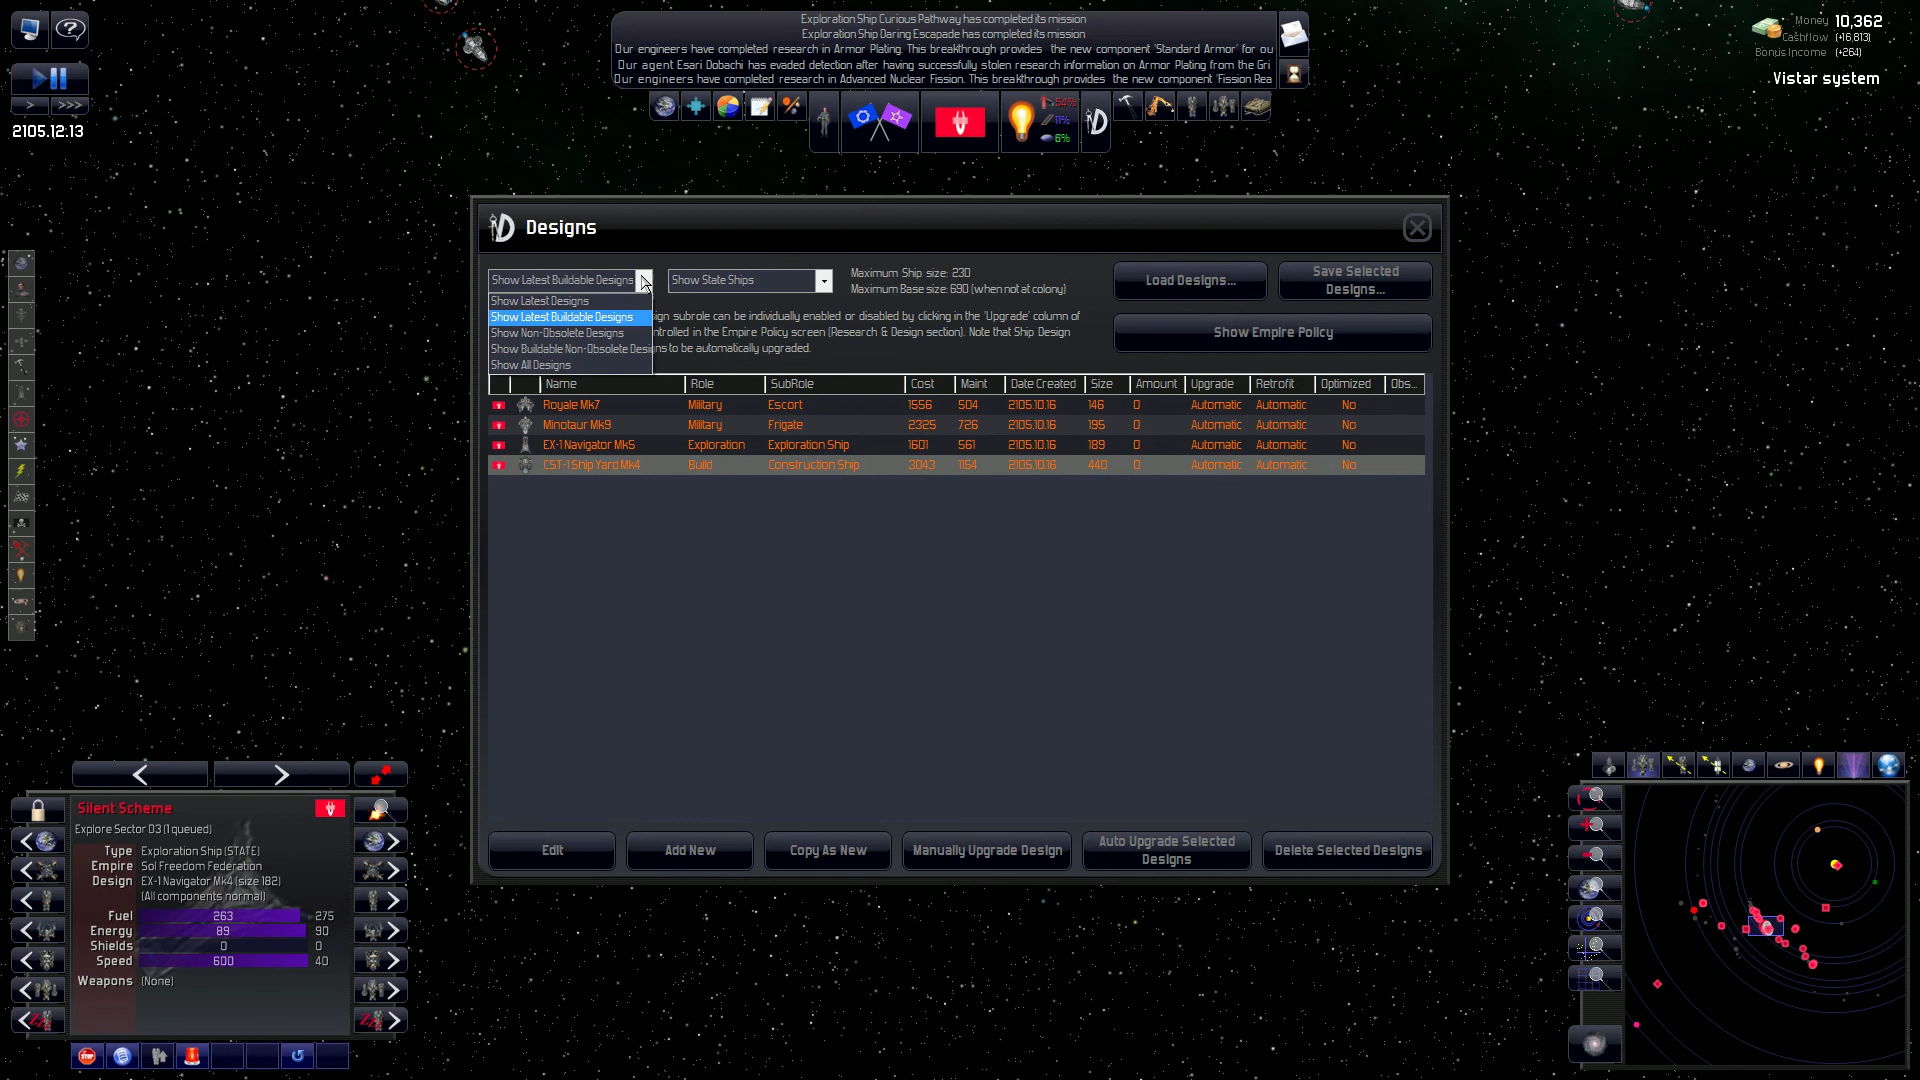 Exploration Ship Curious Pathway has completed its mission
Exploration Ship Daring Escapade has completed its mission
Our engineers have completed research in Armor Plating. This breakthrough provides the new component 'Standard Armor' for ou
Our agent Esari Dobachi has evaded detection after having successfully stolen research information on Armor Plating from the Gri
Our engineers have completed research in Advanced Nuclear Fission. This breakthrough provides the new component 'Fission Rea
Money 10,362
Cashflow (+16,813)
Bonus Income (+264)
Vistar system
> >>>
2105.12.13
54%
11%
6%
Designs
Show Latest Buildable Designs
Show State Ships
Maximum Ship size: 230
Maximum Base size: 690 (when not at colony)
Load Designs...
Save Selected Designs...
Show Latest Designs
Show Latest Buildable Designs
Show Non-Obsolete Designs
Show Buildable Non-Obsolete Designs
Show All Designs
ign subrole can be individually enabled or disabled by clicking in the 'Upgrade' column of
ntrolled in the Empire Policy screen (Research & Design section). Note that Ship Design
to be automatically upgraded.
Show Empire Policy
Name Role SubRole Cost Maint Date Created Size Amount Upgrade Retrofit Optimized Obs...
Royale Mk7 Military Escort 1556 504 2105.10.16 146 0 Automatic Automatic No
Minotaur Mk9 Military Frigate 2325 726 2105.10.16 195 0 Automatic Automatic No
EX-1 Navigator Mk5 Exploration Exploration Ship 1601 561 2105.10.16 189 0 Automatic Automatic No
CST-1 Ship Yard Mk4 Build Construction Ship 3043 1154 2105.10.16 440 0 Automatic Automatic No
Edit
Add New
Copy As New
Manually Upgrade Design
Auto Upgrade Selected Designs
Delete Selected Designs
Silent Scheme
Explore Sector D3 (1 queued)
Type Exploration Ship (STATE)
Empire Sol Freedom Federation
Design EX-1 Navigator Mk4 (size 182)
(All components normal)
Fuel 263 275
Energy 89 90
Shields 0 0
Speed 600 40
Weapons (None)
STOP